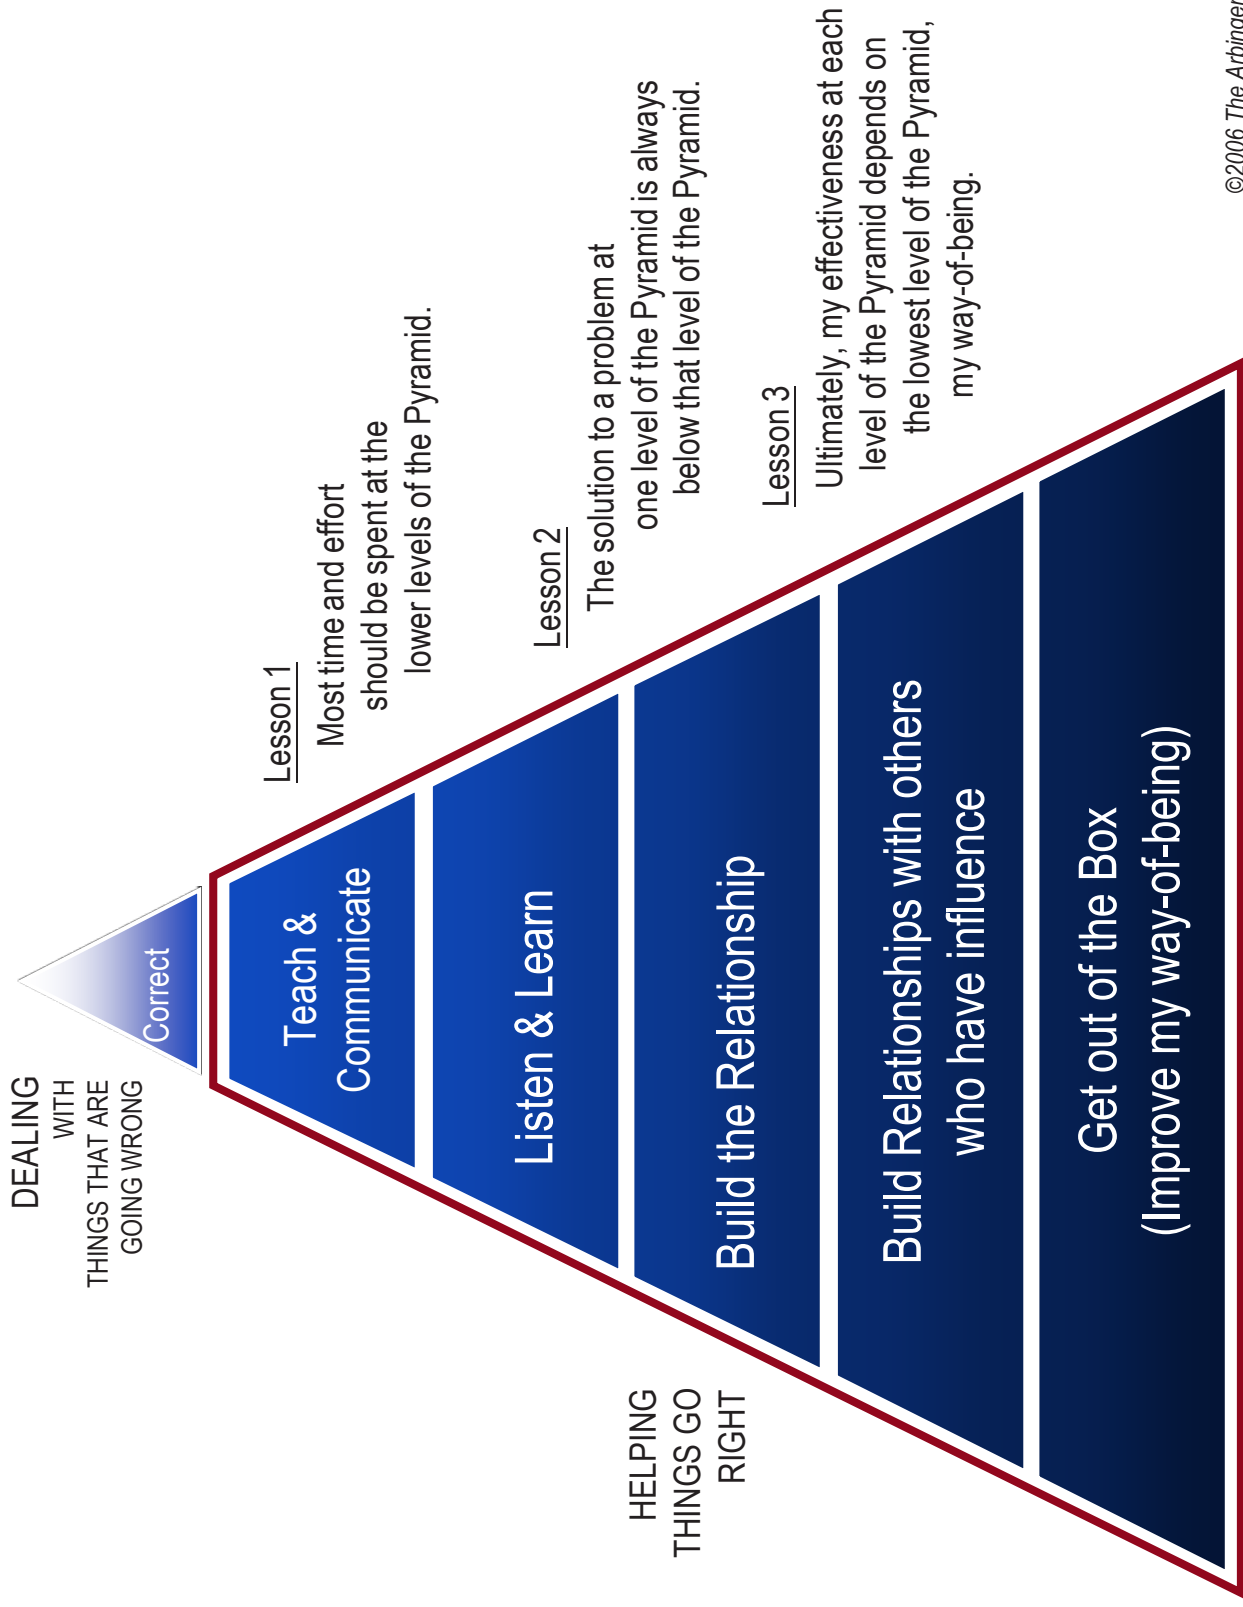 DEALING
WITH
THINGS THAT ARE
GOING WRONG
Correct
Teach &
Communicate
Listen & Learn
Build the Relationship
Build Relationships with others
who have influence
Get out of the Box
(Improve my way-of-being)
HELPING
THINGS GO
RIGHT
Lesson 1
Most time and effort
should be spent at the
lower levels of the Pyramid.
Lesson 2
The solution to a problem at
one level of the Pyramid is always
below that level of the Pyramid.
Lesson 3
Ultimately, my effectiveness at each
level of the Pyramid depends on
the lowest level of the Pyramid,
my way-of-being.
©2006 The Arbinger